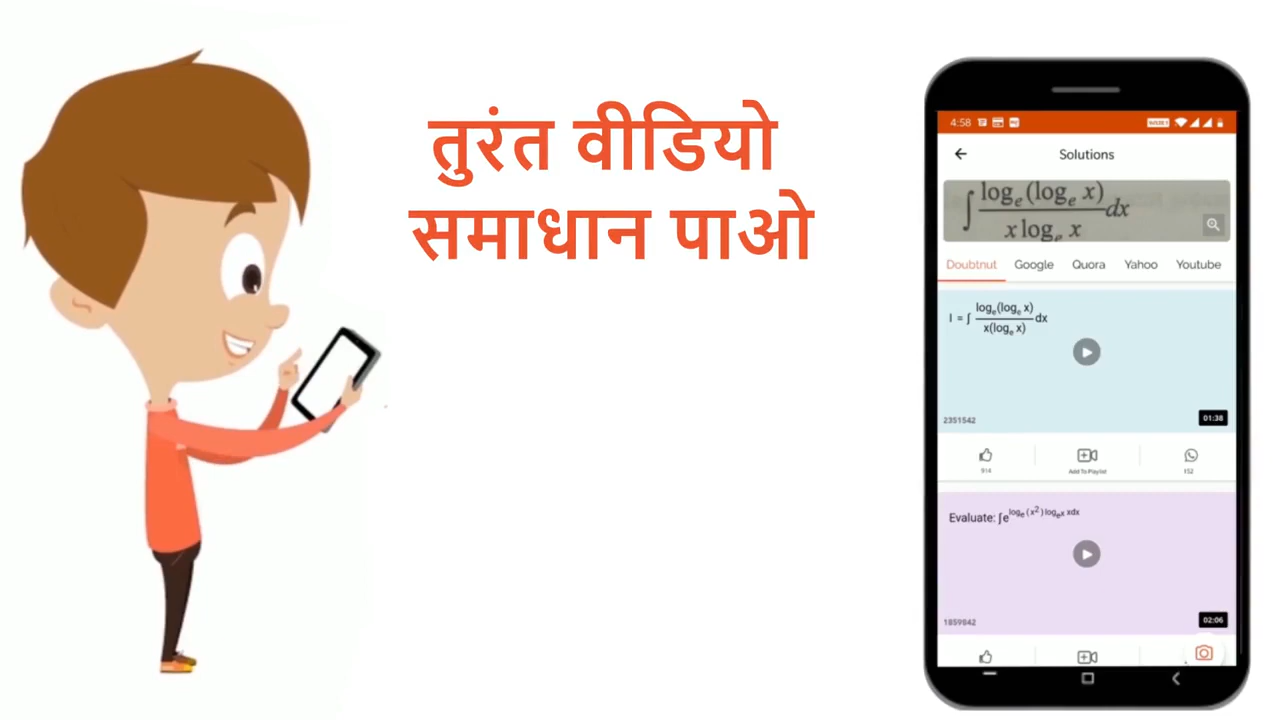 तुरंत वीडियो
समाधान पाओ
4:58
Solutions
∫ logₑ(logₑ x) / x logₑ x dx
Doubtnut Google Quora Yahoo Youtube
I = ∫ logₑ(logₑ x) / x(logₑ x) dx
2351542 01:38
914 Add To Playlist 152
Evaluate: ∫e^logₑ(x²)logₑx xdx
1859842 02:06